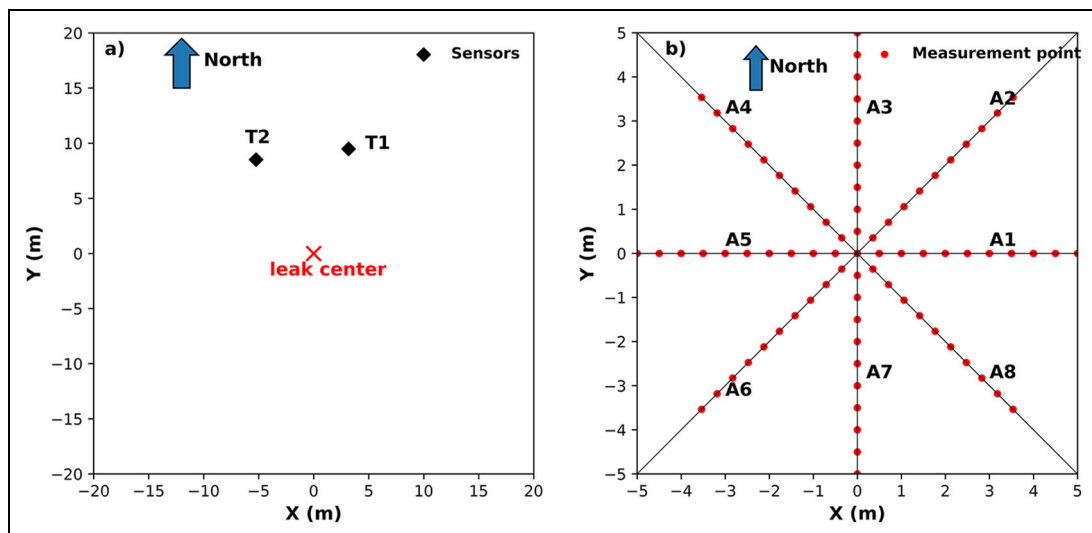 a)
North
Sensors
T2
T1
leak center
20
15
10
5
0
−5
−10
−15
−20
−20 −15 −10 −5 0 5 10 15 20
X (m)
Y (m)
b)
North
Measurement point
A4
A3
A2
A5
A1
A6
A7
A8
5
4
3
2
1
0
−1
−2
−3
−4
−5
−5 −4 −3 −2 −1 0 1 2 3 4 5
X (m)
Y (m)